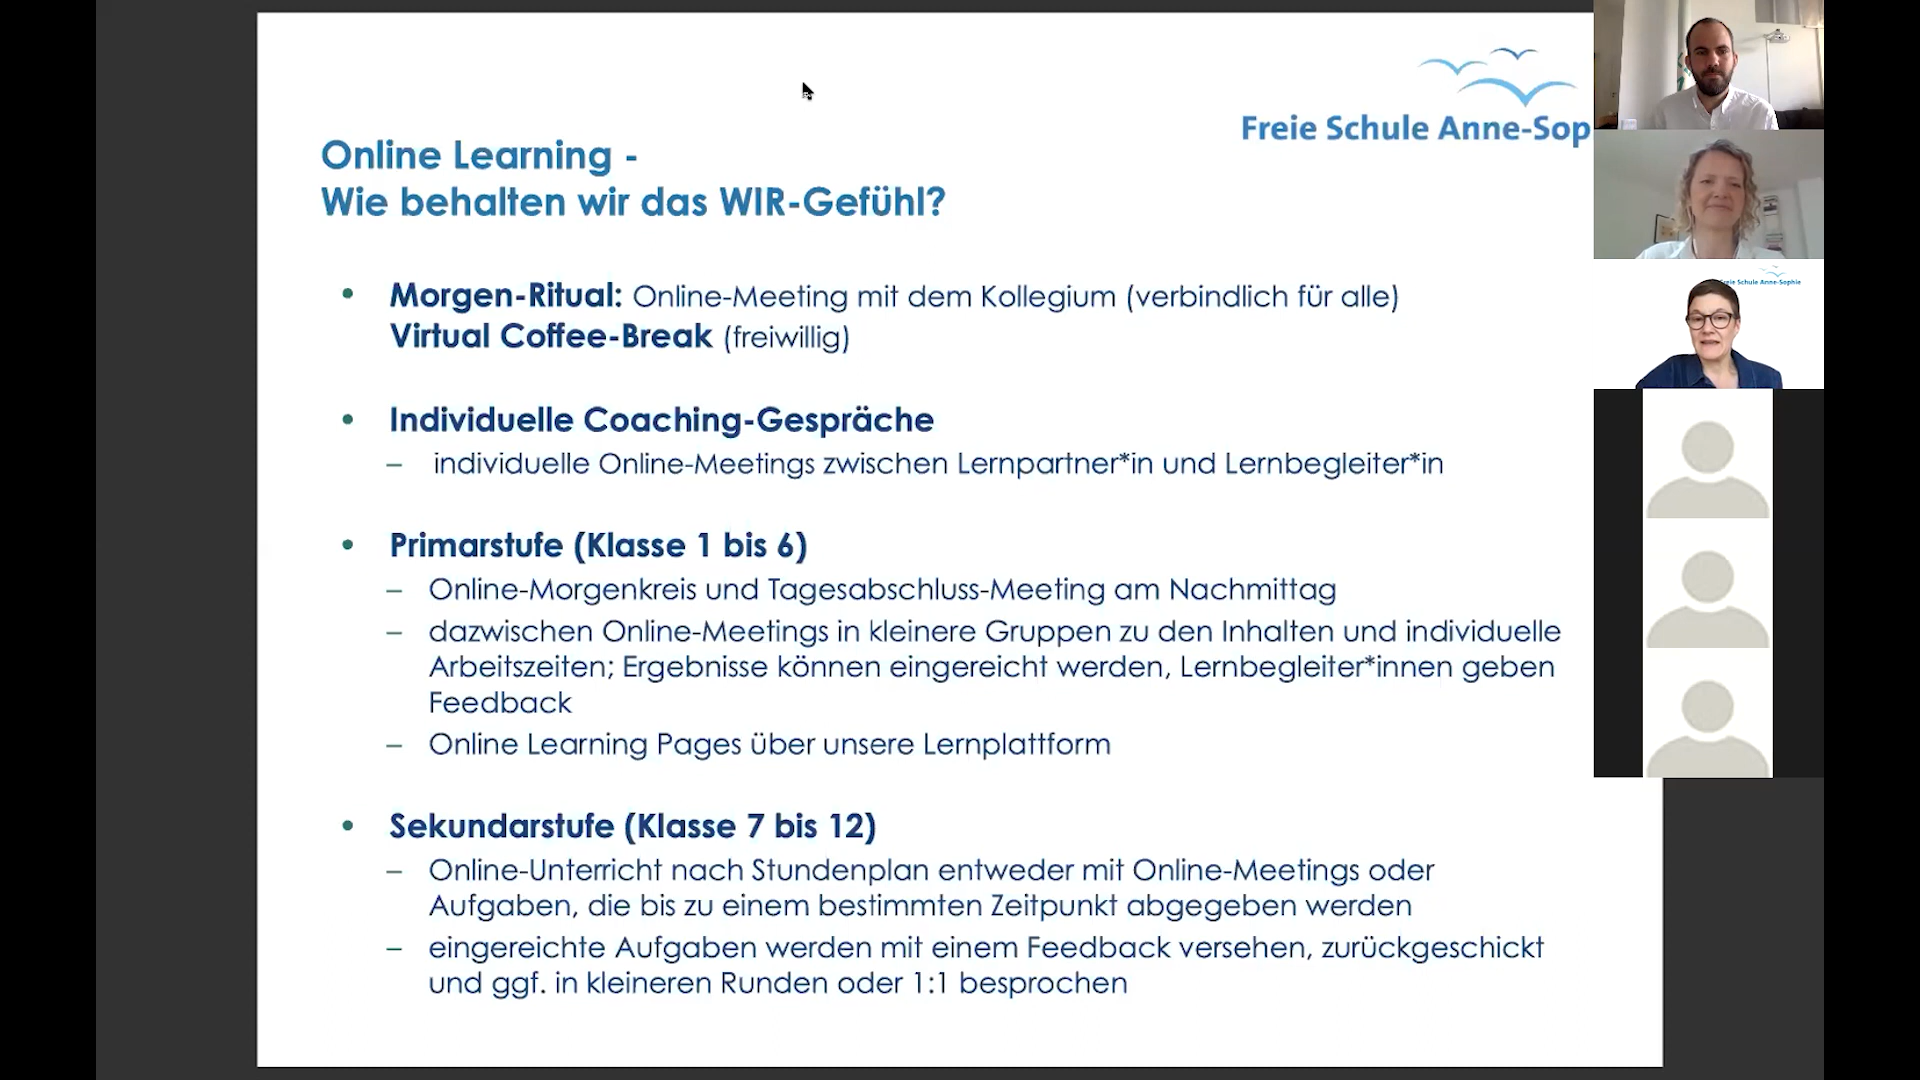 Freie Schule Anne-Sop
Online Learning -
Wie behalten wir das WIR-Gefühl?
• Morgen-Ritual: Online-Meeting mit dem Kollegium (verbindlich für alle)
Virtual Coffee-Break (freiwillig)
• Individuelle Coaching-Gespräche
– individuelle Online-Meetings zwischen Lernpartner*in und Lernbegleiter*in
• Primarstufe (Klasse 1 bis 6)
– Online-Morgenkreis und Tagesabschluss-Meeting am Nachmittag
– dazwischen Online-Meetings in kleinere Gruppen zu den Inhalten und individuelle
Arbeitszeiten; Ergebnisse können eingereicht werden, Lernbegleiter*innen geben
Feedback
– Online Learning Pages über unsere Lernplattform
• Sekundarstufe (Klasse 7 bis 12)
– Online-Unterricht nach Stundenplan entweder mit Online-Meetings oder
Aufgaben, die bis zu einem bestimmten Zeitpunkt abgegeben werden
– eingereichte Aufgaben werden mit einem Feedback versehen, zurückgeschickt
und ggf. in kleineren Runden oder 1:1 besprochen
Freie Schule Anne-Sophie